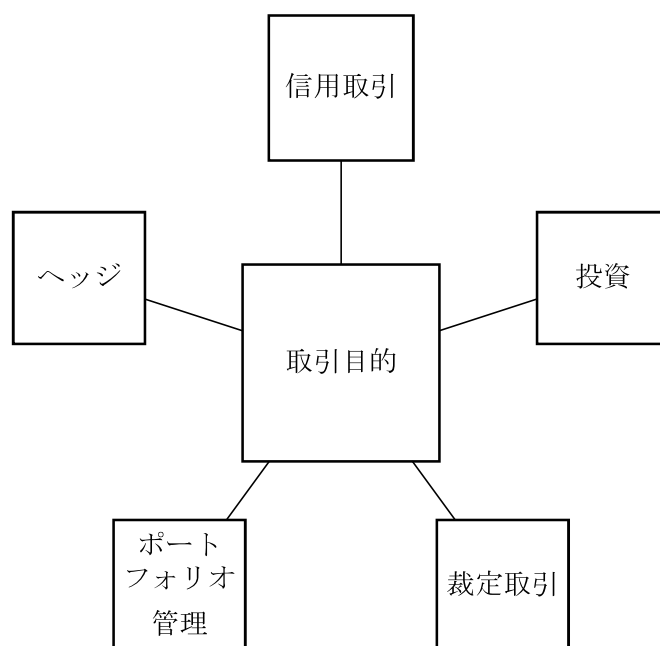 信用取引
ヘッジ
投資
取引目的
ポート
フォリオ
管理
裁定取引